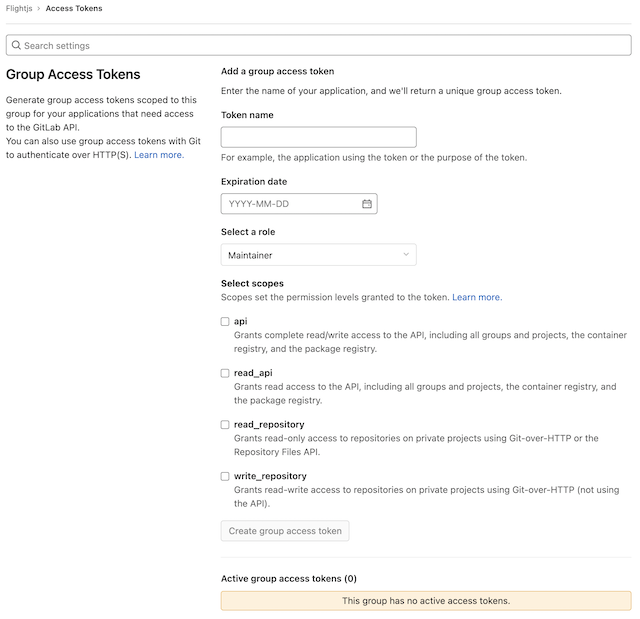 Flightjs › Access Tokens
Search settings
Group Access Tokens
Generate group access tokens scoped to this
group for your applications that need access
to the GitLab API.
You can also use group access tokens with Git
to authenticate over HTTP(S). Learn more.
Add a group access token
Enter the name of your application, and we'll return a unique group access token.
Token name
For example, the application using the token or the purpose of the token.
Expiration date
YYYY-MM-DD
Select a role
Maintainer
Select scopes
Scopes set the permission levels granted to the token. Learn more.
api
Grants complete read/write access to the API, including all groups and projects, the container
registry, and the package registry.
read_api
Grants read access to the API, including all groups and projects, the container registry, and
the package registry.
read_repository
Grants read-only access to repositories on private projects using Git-over-HTTP or the
Repository Files API.
write_repository
Grants read-write access to repositories on private projects using Git-over-HTTP (not using
the API).
Create group access token
Active group access tokens (0)
This group has no active access tokens.